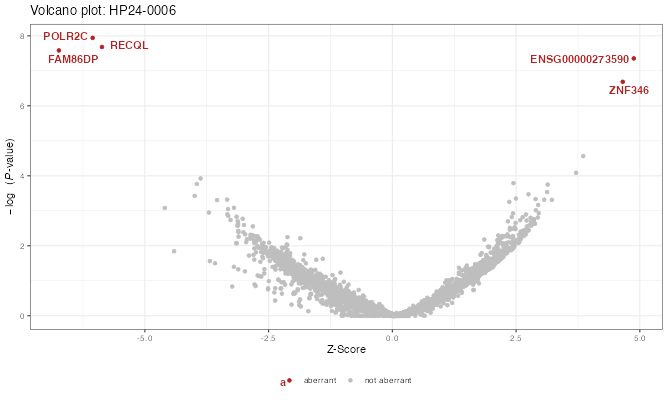 Volcano plot: HP24-0006
POLR2C
RECQL
FAM86DP
ENSG00000273590
ZNF346
− log (P-value)
8
6
4
2
0
-5.0
-2.5
0.0
2.5
5.0
Z-Score
a aberrant
not aberrant